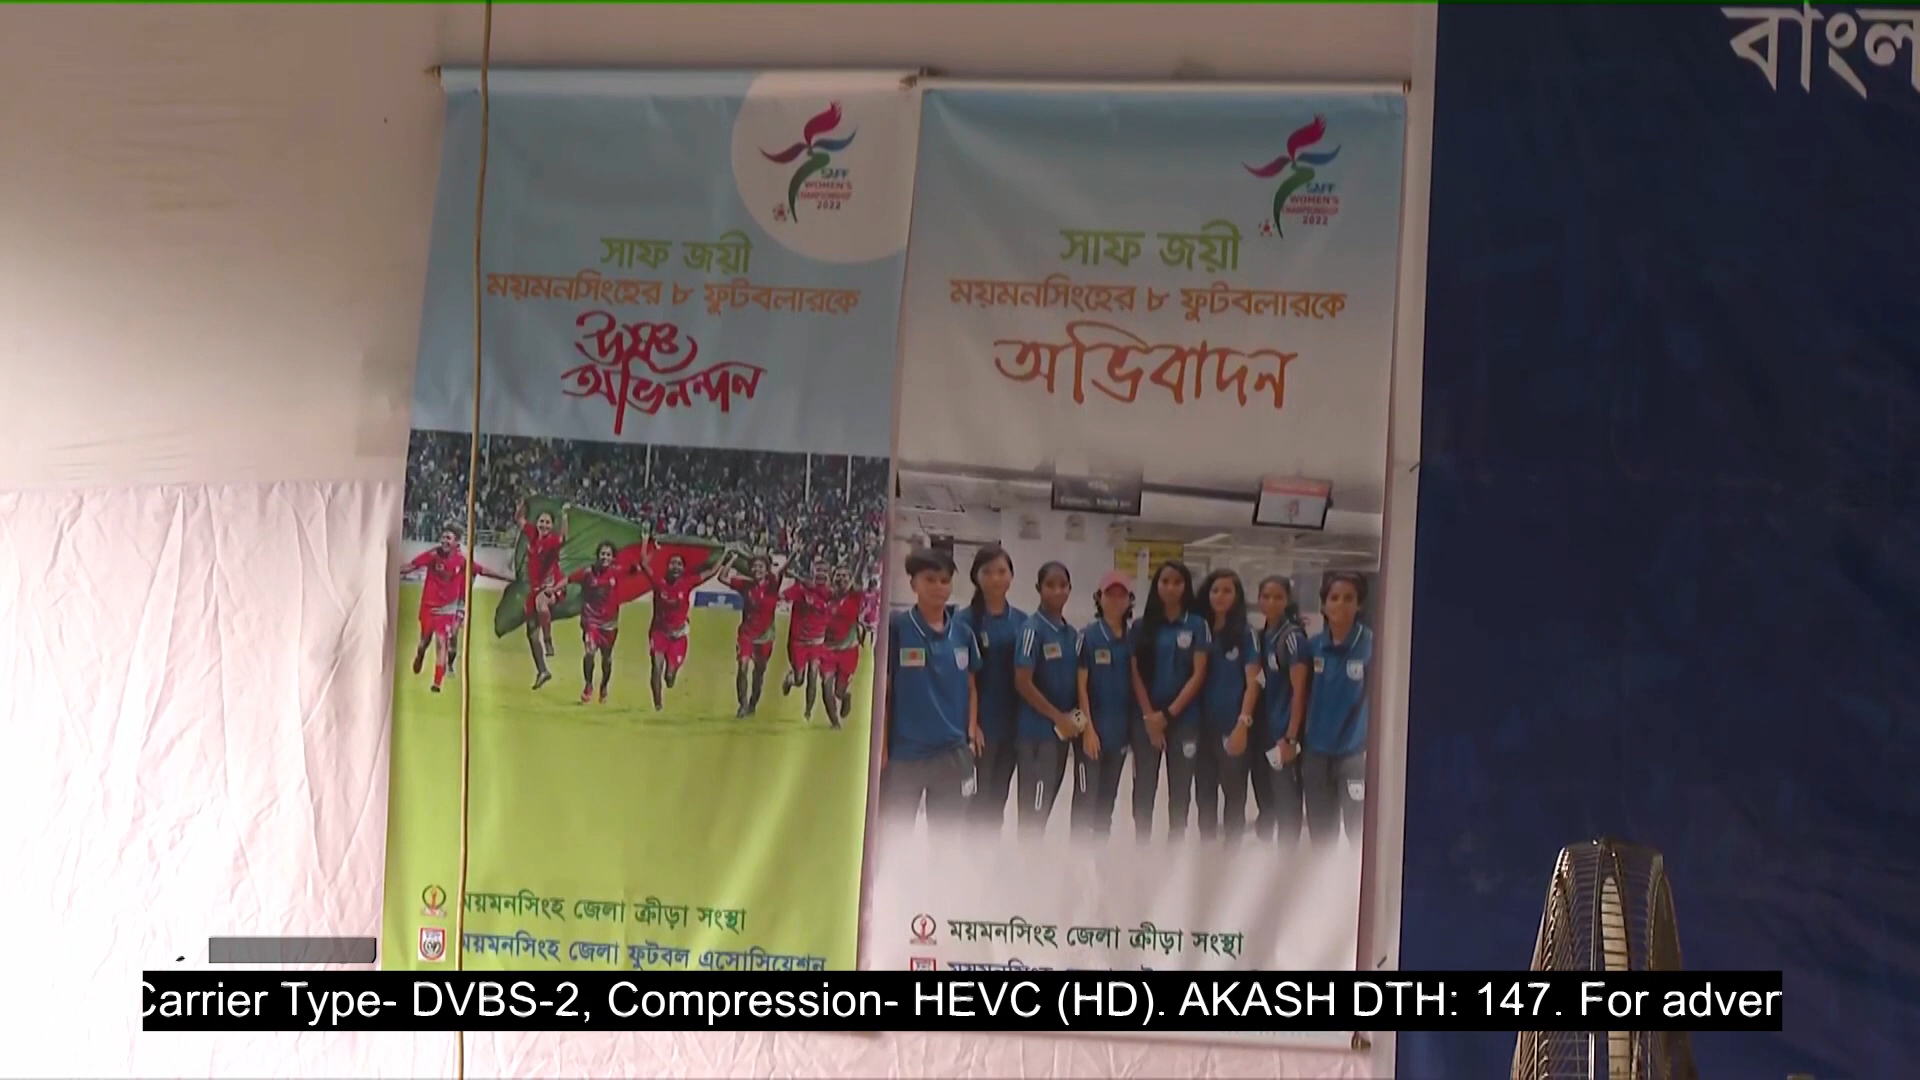 সাফ জয়ী
ময়মনসিংহের ৮ ফুটবলারকে
উষ্ণ
অভিনন্দন
ময়মনসিংহ জেলা ক্রীড়া সংস্থা
ময়মনসিংহ জেলা ফুটবল এসোসিয়েশন
SAFF
WOMEN'S
CHAMPIONSHIP
2022
সাফ জয়ী
ময়মনসিংহের ৮ ফুটবলারকে
অভিবাদন
ময়মনসিংহ জেলা ক্রীড়া সংস্থা
SAFF
WOMEN'S
CHAMPIONSHIP
2022
বাংল
Carrier Type- DVBS-2, Compression- HEVC (HD). AKASH DTH: 147. For adver